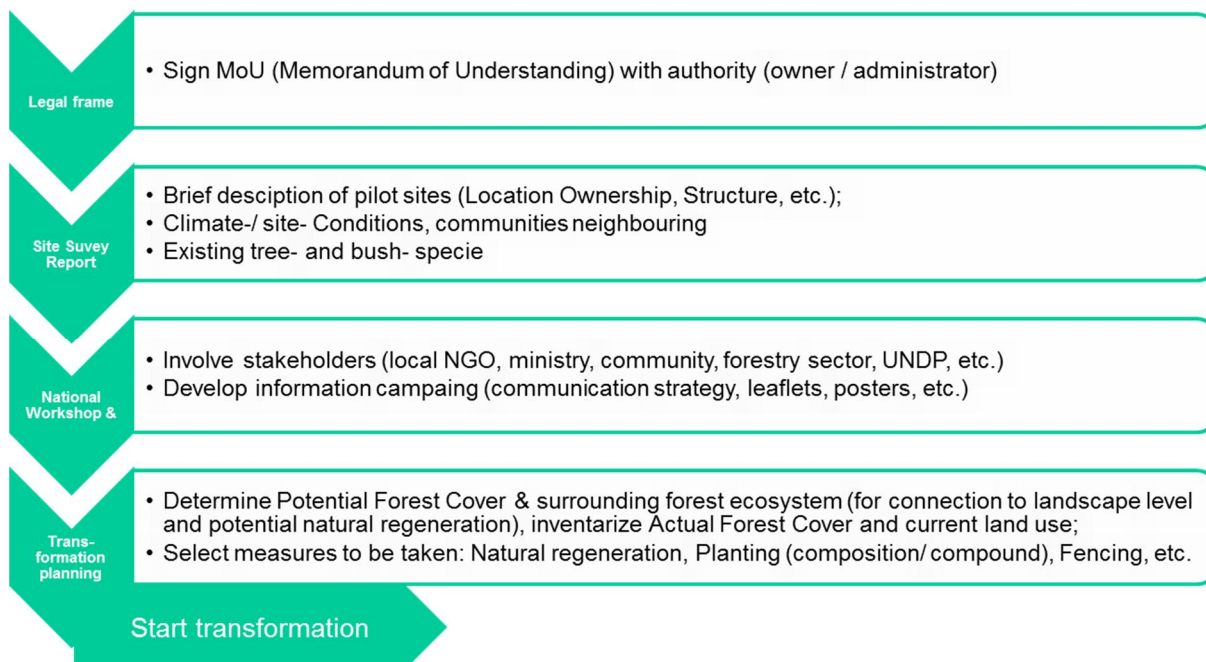 Legal frame
• Sign MoU (Memorandum of Understanding) with authority (owner / administrator)
Site Suvey
Report
• Brief desciption of pilot sites (Location Ownership, Structure, etc.);
• Climate-/ site- Conditions, communities neighbouring
• Existing tree- and bush- specie
National
Workshop &
• Involve stakeholders (local NGO, ministry, community, forestry sector, UNDP, etc.)
• Develop information campaing (communication strategy, leaflets, posters, etc.)
Trans-
formation
planning
• Determine Potential Forest Cover & surrounding forest ecosystem (for connection to landscape level
and potential natural regeneration), inventarize Actual Forest Cover and current land use;
• Select measures to be taken: Natural regeneration, Planting (composition/ compound), Fencing, etc.
Start transformation